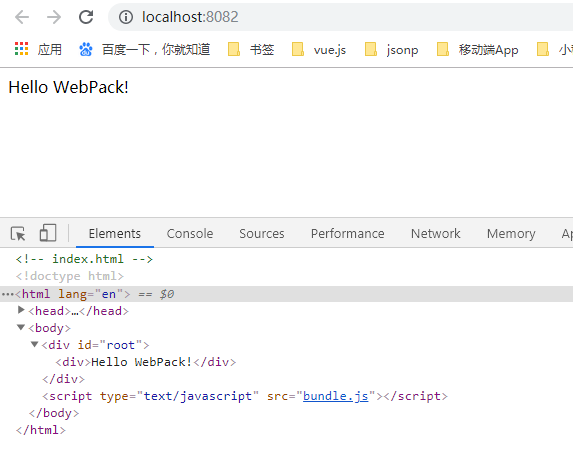 localhost:8082
应用 百度一下，你就知道 书签 vue.js jsonp 移动端App
Hello WebPack!
Elements Console Sources Performance Network Memory
<!-- index.html -->
<!doctype html>
···<html lang="en"> == $0
▶<head>…</head>
▼<body>
▼<div id="root">
<div>Hello WebPack!</div>
</div>
<script type="text/javascript" src="bundle.js"></script>
</body>
</html>